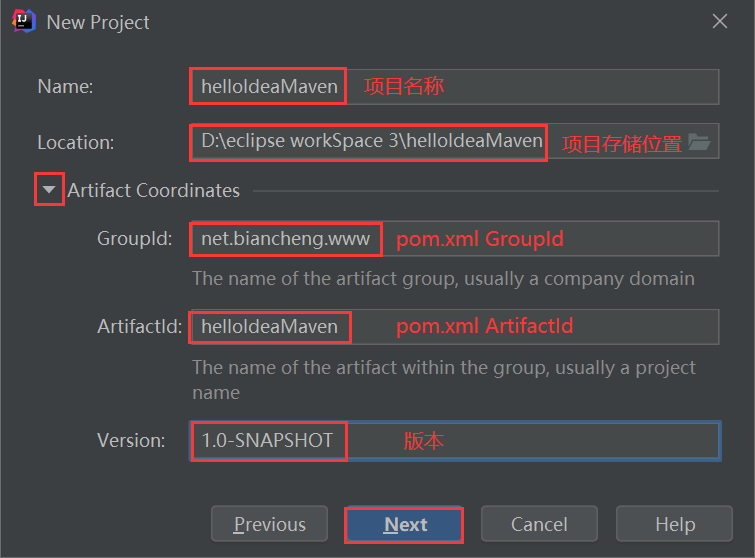 New Project
Name: helloIdeaMaven 项目名称
Location: D:\eclipse workSpace 3\helloIdeaMaven 项目存储位置
Artifact Coordinates
GroupId: net.biancheng.www pom.xml GroupId
The name of the artifact group, usually a company domain
ArtifactId: helloIdeaMaven pom.xml ArtifactId
The name of the artifact within the group, usually a project
name
Version: 1.0-SNAPSHOT 版本
Previous Next Cancel Help